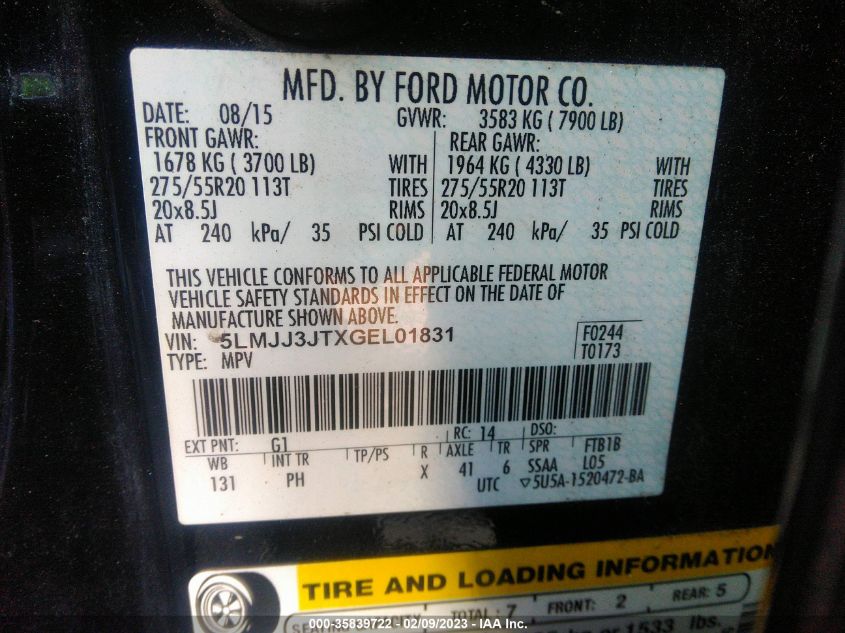 MFD. BY FORD MOTOR CO.
DATE: 08/15 GVWR: 3583 KG ( 7900 LB)
FRONT GAWR: REAR GAWR:
1678 KG ( 3700 LB) WITH 1964 KG ( 4330 LB) WITH
275/55R20 113T TIRES 275/55R20 113T TIRES
20x8.5J RIMS 20x8.5J RIMS
AT 240 kPa/ 35 PSI COLD AT 240 kPa/ 35 PSI COLD
THIS VEHICLE CONFORMS TO ALL APPLICABLE FEDERAL MOTOR
VEHICLE SAFETY STANDARDS IN EFFECT ON THE DATE OF
MANUFACTURE SHOWN ABOVE.
VIN: 5LMJJ3JTXGEL01831 F0244
TYPE: MPV T0173
EXT PNT: G1 RC: 14 DSO:
WB INT TR TP/PS R AXLE TR SPR FTB1B
131 PH X 41 6 SSAA L05
UTC ▽5U5A-1520472-BA
TIRE AND LOADING INFORMATION
SEATING TOTAL: 7 FRONT: 2 REAR: 5
or 1533 lbs.
000-35839722 - 02/09/2023 - IAA Inc.